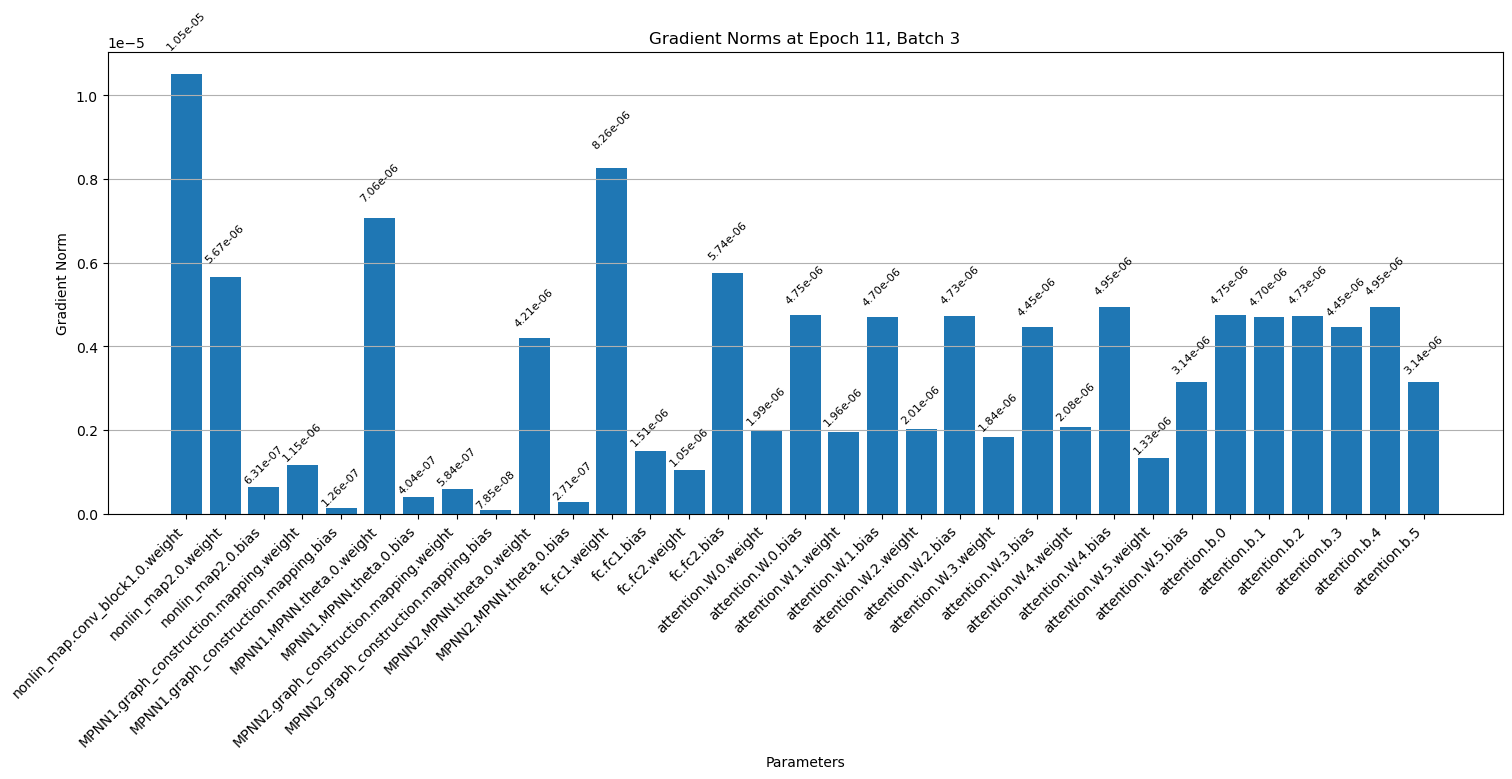 Gradient Norms at Epoch 11, Batch 3
1e−5
Gradient Norm
1.0
0.8
0.6
0.4
0.2
0.0
1.05e-05
5.67e-06
6.31e-07
1.15e-06
1.26e-07
7.06e-06
4.04e-07
5.84e-07
7.85e-08
4.21e-06
2.71e-07
8.26e-06
1.51e-06
1.05e-06
5.74e-06
1.99e-06
4.75e-06
1.96e-06
4.70e-06
2.01e-06
4.73e-06
1.84e-06
4.45e-06
2.08e-06
4.95e-06
1.33e-06
3.14e-06
4.75e-06
4.70e-06
4.73e-06
4.45e-06
4.95e-06
3.14e-06
nonlin_map.conv_block1.0.weight
nonlin_map2.0.weight
nonlin_map2.0.bias
MPNN1.graph_construction.mapping.weight
MPNN1.graph_construction.mapping.bias
MPNN1.MPNN.theta.0.weight
MPNN1.MPNN.theta.0.bias
MPNN2.graph_construction.mapping.weight
MPNN2.graph_construction.mapping.bias
MPNN2.MPNN.theta.0.weight
MPNN2.MPNN.theta.0.bias
fc.fc1.weight
fc.fc1.bias
fc.fc2.weight
fc.fc2.bias
attention.W.0.weight
attention.W.0.bias
attention.W.1.weight
attention.W.1.bias
attention.W.2.weight
attention.W.2.bias
attention.W.3.weight
attention.W.3.bias
attention.W.4.weight
attention.W.4.bias
attention.W.5.weight
attention.W.5.bias
attention.b.0
attention.b.1
attention.b.2
attention.b.3
attention.b.4
attention.b.5
Parameters